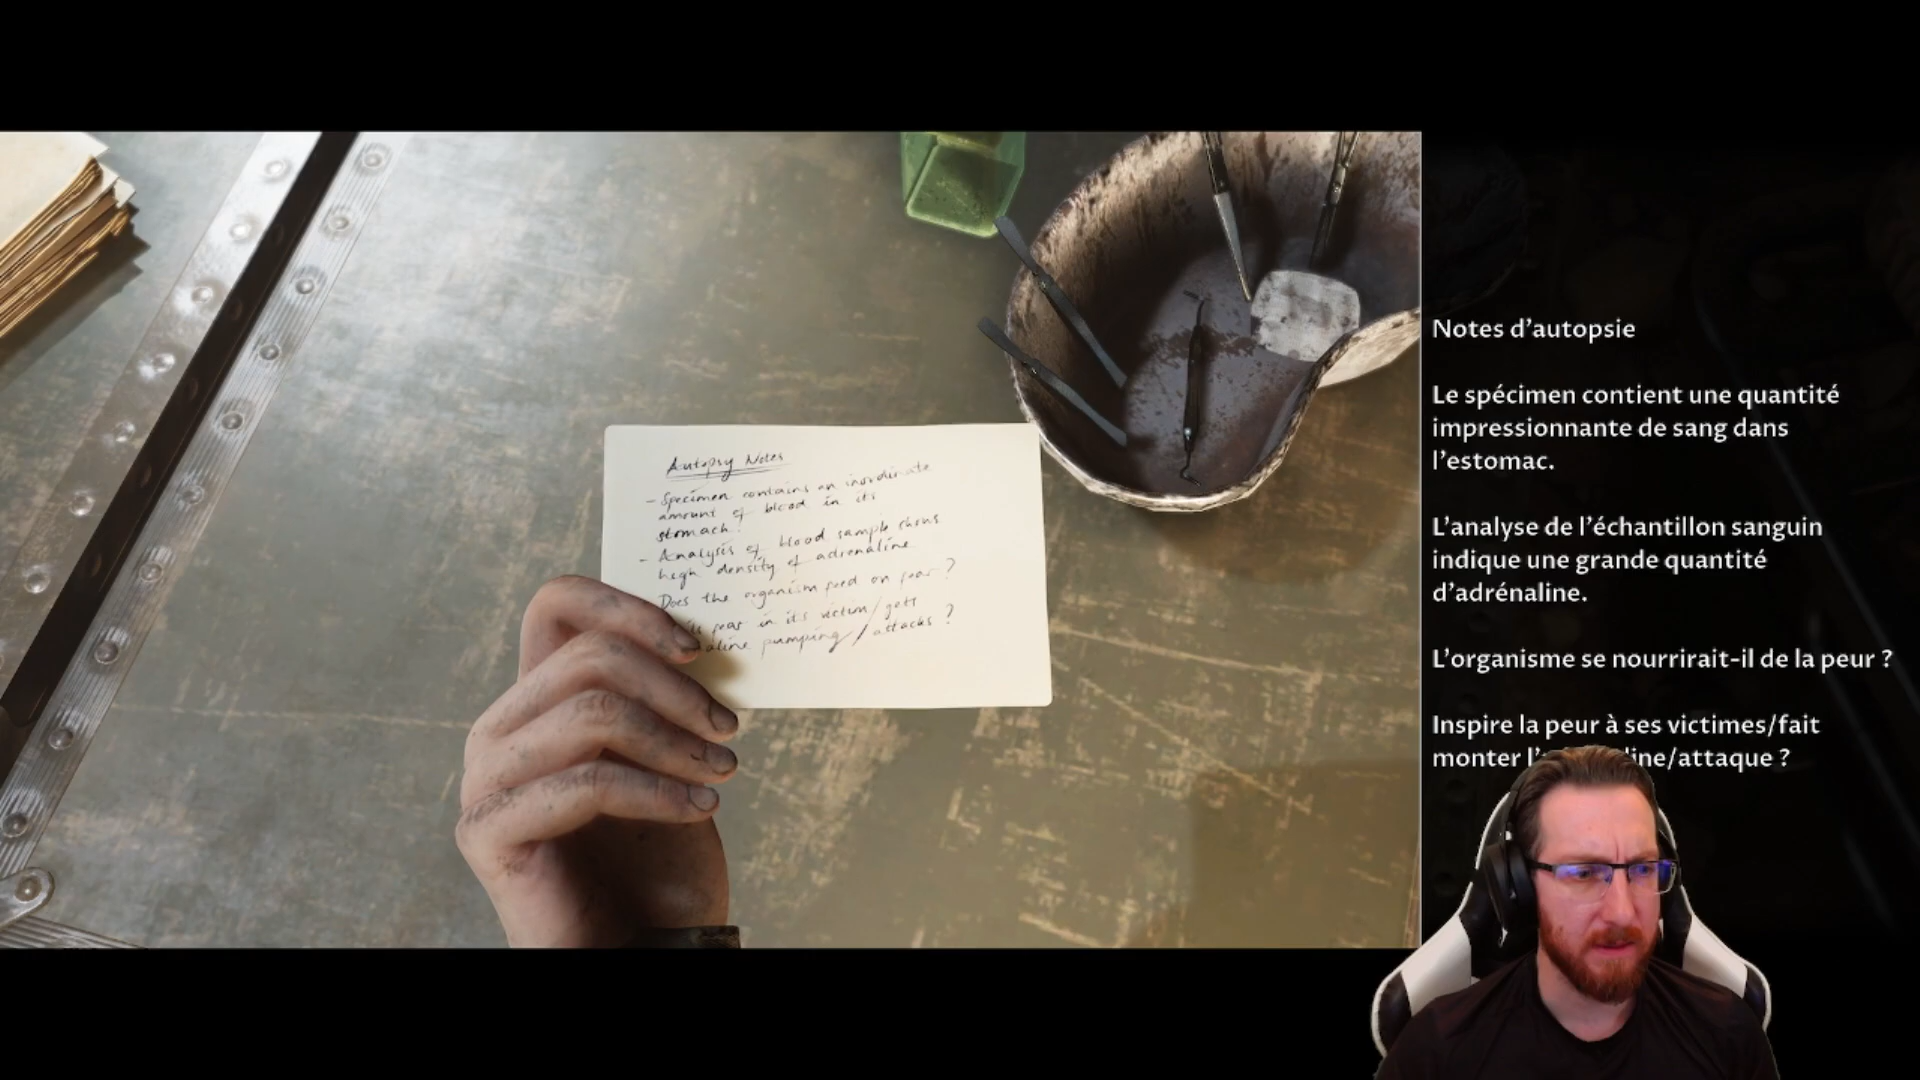 Autopsy Notes
- Specimen contains an inordinate
amount of blood in its
stomach.
- Analysis of blood sample shows
high density of adrenaline
Does the organism feed on fear?
fear in its victim/gets
pumping/attacks?
Notes d'autopsie
Le spécimen contient une quantité
impressionnante de sang dans
l'estomac.
L'analyse de l'échantillon sanguin
indique une grande quantité
d'adrénaline.
L'organisme se nourrirait-il de la peur ?
Inspire la peur à ses victimes/fait
monter /attaque ?